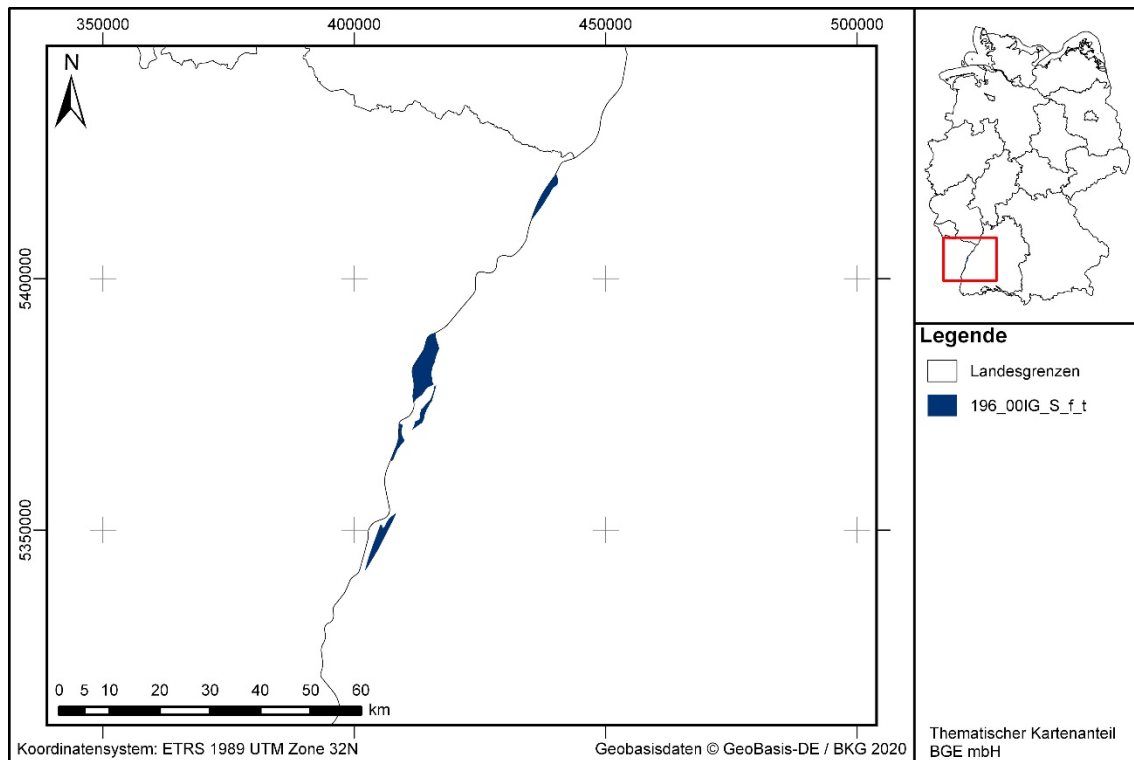 350000 400000 450000 500000
N
5400000
5350000
0 5 10 20 30 40 50 60
km
Koordinatensystem: ETRS 1989 UTM Zone 32N
Geobasisdaten © GeoBasis-DE / BKG 2020
Legende
Landesgrenzen
196_00IG_S_f_t
Thematischer Kartenanteil
BGE mbH